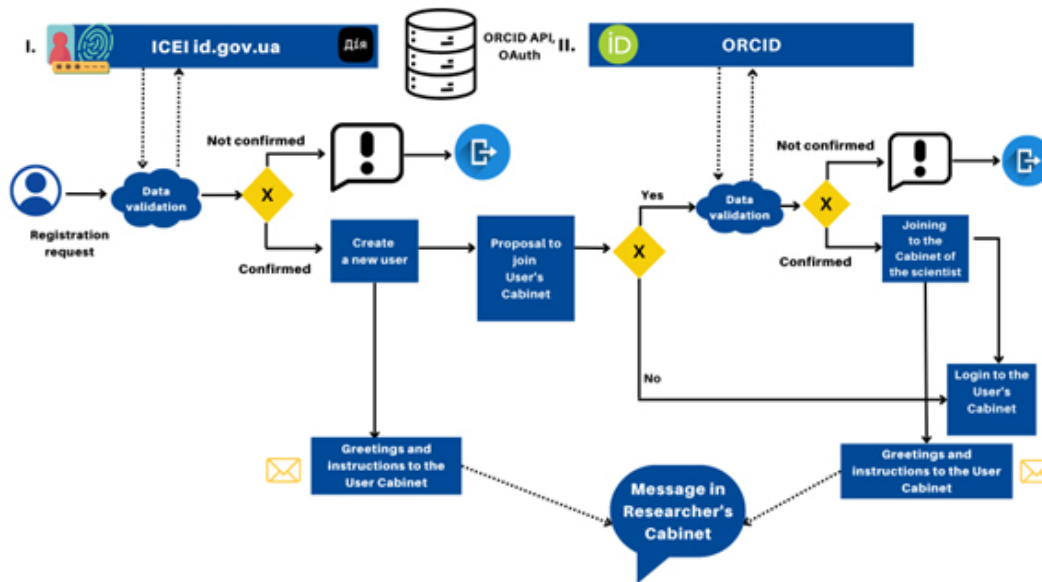 I.
ICEI id.gov.ua
Дія
ORCID API,
OAuth
II.
iD
ORCID
Not confirmed
Not confirmed
Yes
Data
validation
X
Data
validation
X
Registration
request
Create
a new user
Confirmed
Proposal to
join
User's
Cabinet
X
Joining
to the
Cabinet of
the scientist
Confirmed
No
Login to the
User's
Cabinet
Greetings and
instructions to the
User Cabinet
Greetings and
instructions to the User
Cabinet
Message in
Researcher's
Cabinet